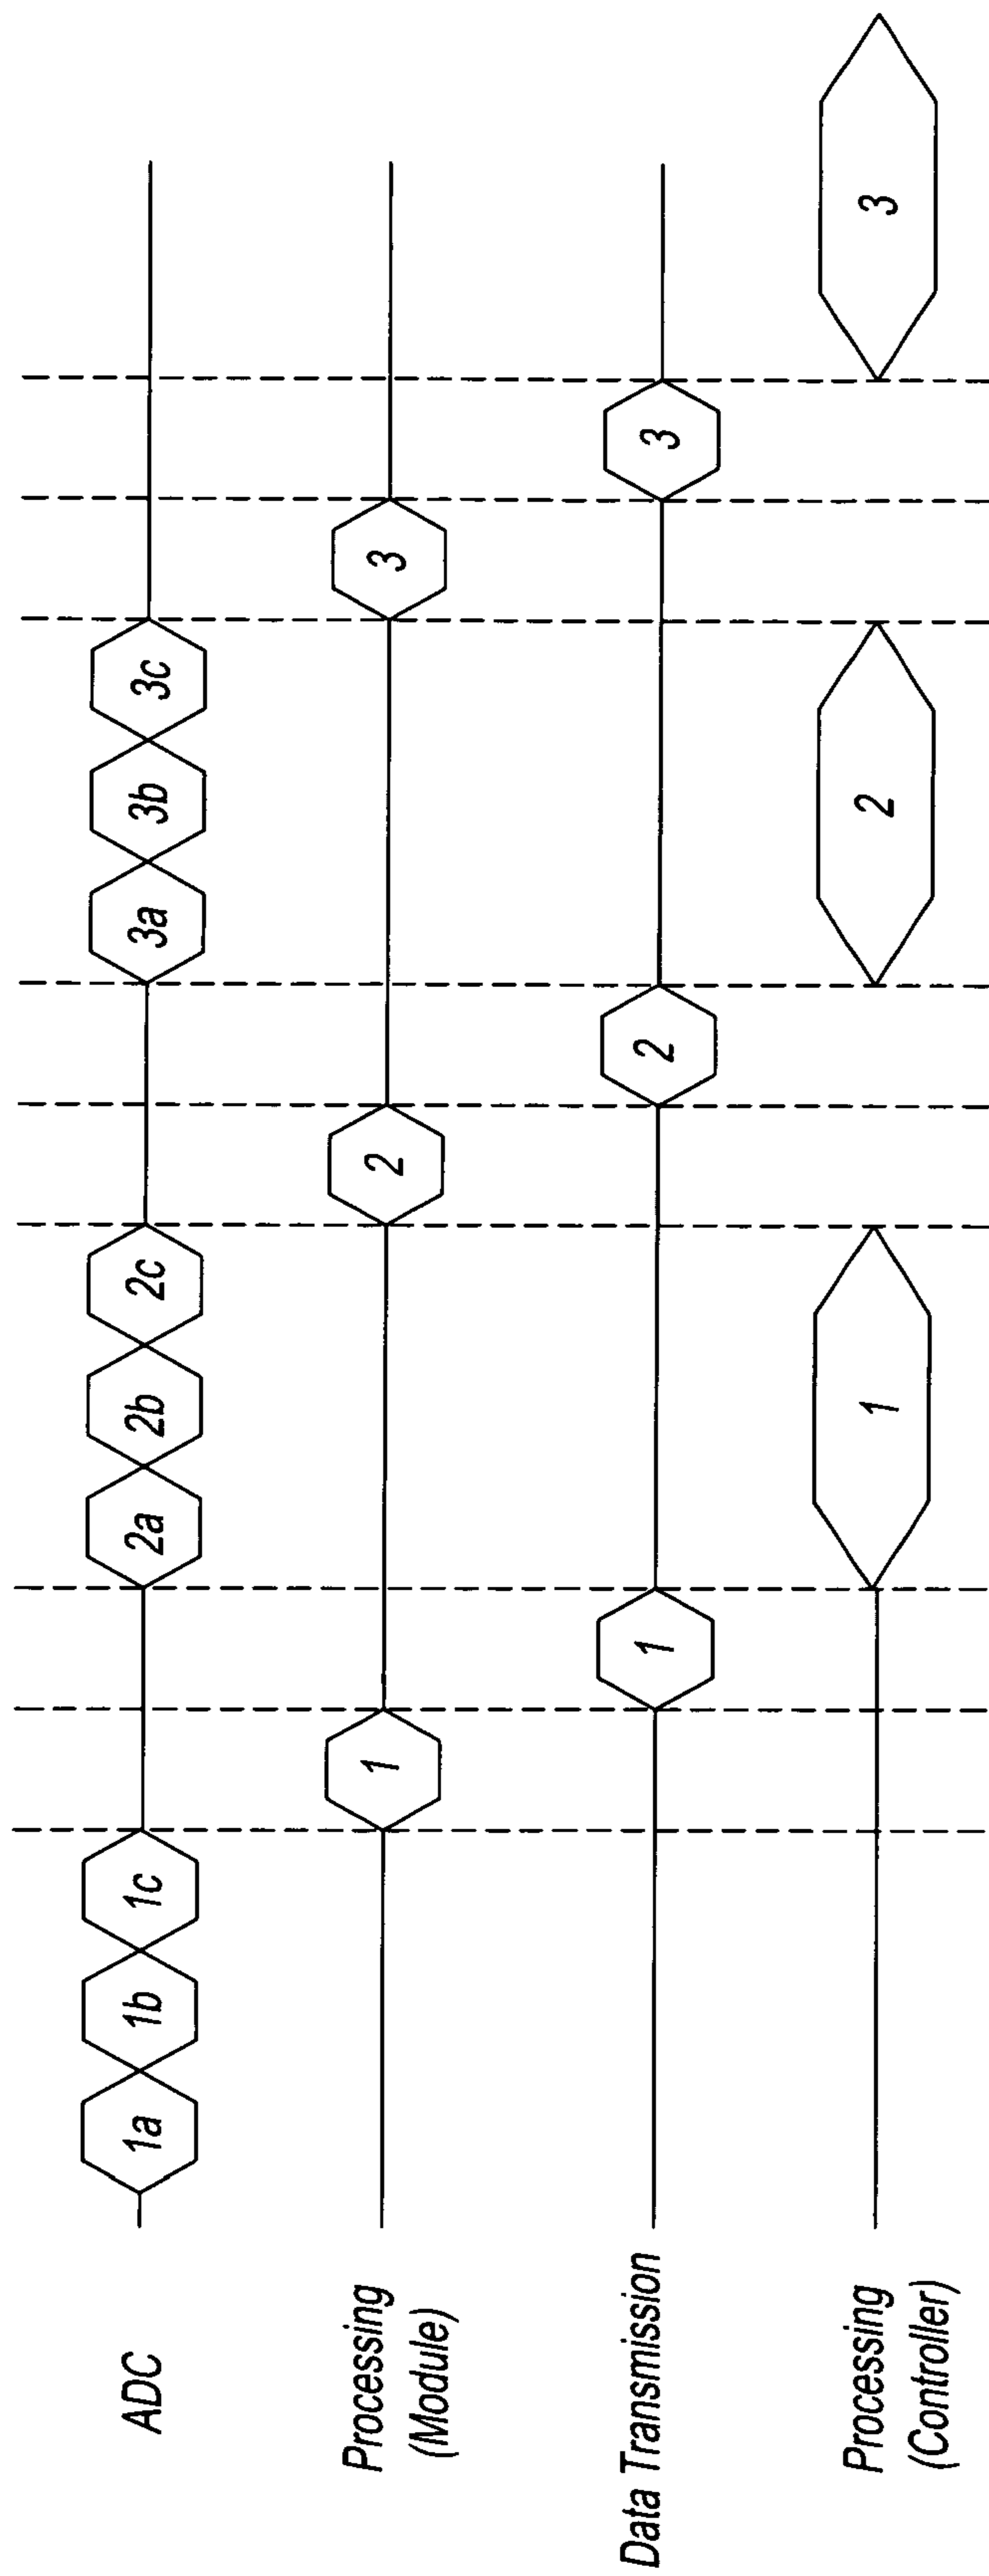 ADC
1a
1b
1c
2a
2b
2c
3a
3b
3c
Processing
(Module)
1
2
3
Data Transmission
1
2
3
Processing
(Controller)
1
2
3